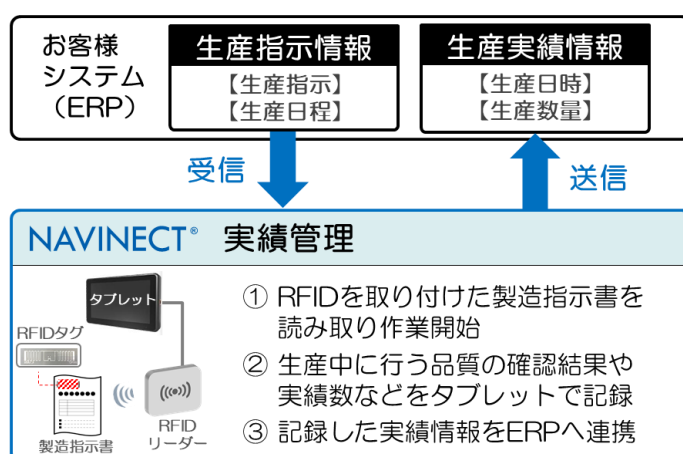 お客様
システム
（ERP）
生産指示情報
【生産指示】
【生産日程】
生産実績情報
【生産日時】
【生産数量】
受信
送信
NAVINECT® 実績管理
タブレット
RFIDタグ
製造指示書
RFID
リーダー
① RFIDを取り付けた製造指示書を
読み取り作業開始
② 生産中に行う品質の確認結果や
実績数などをタブレットで記録
③ 記録した実績情報をERPへ連携